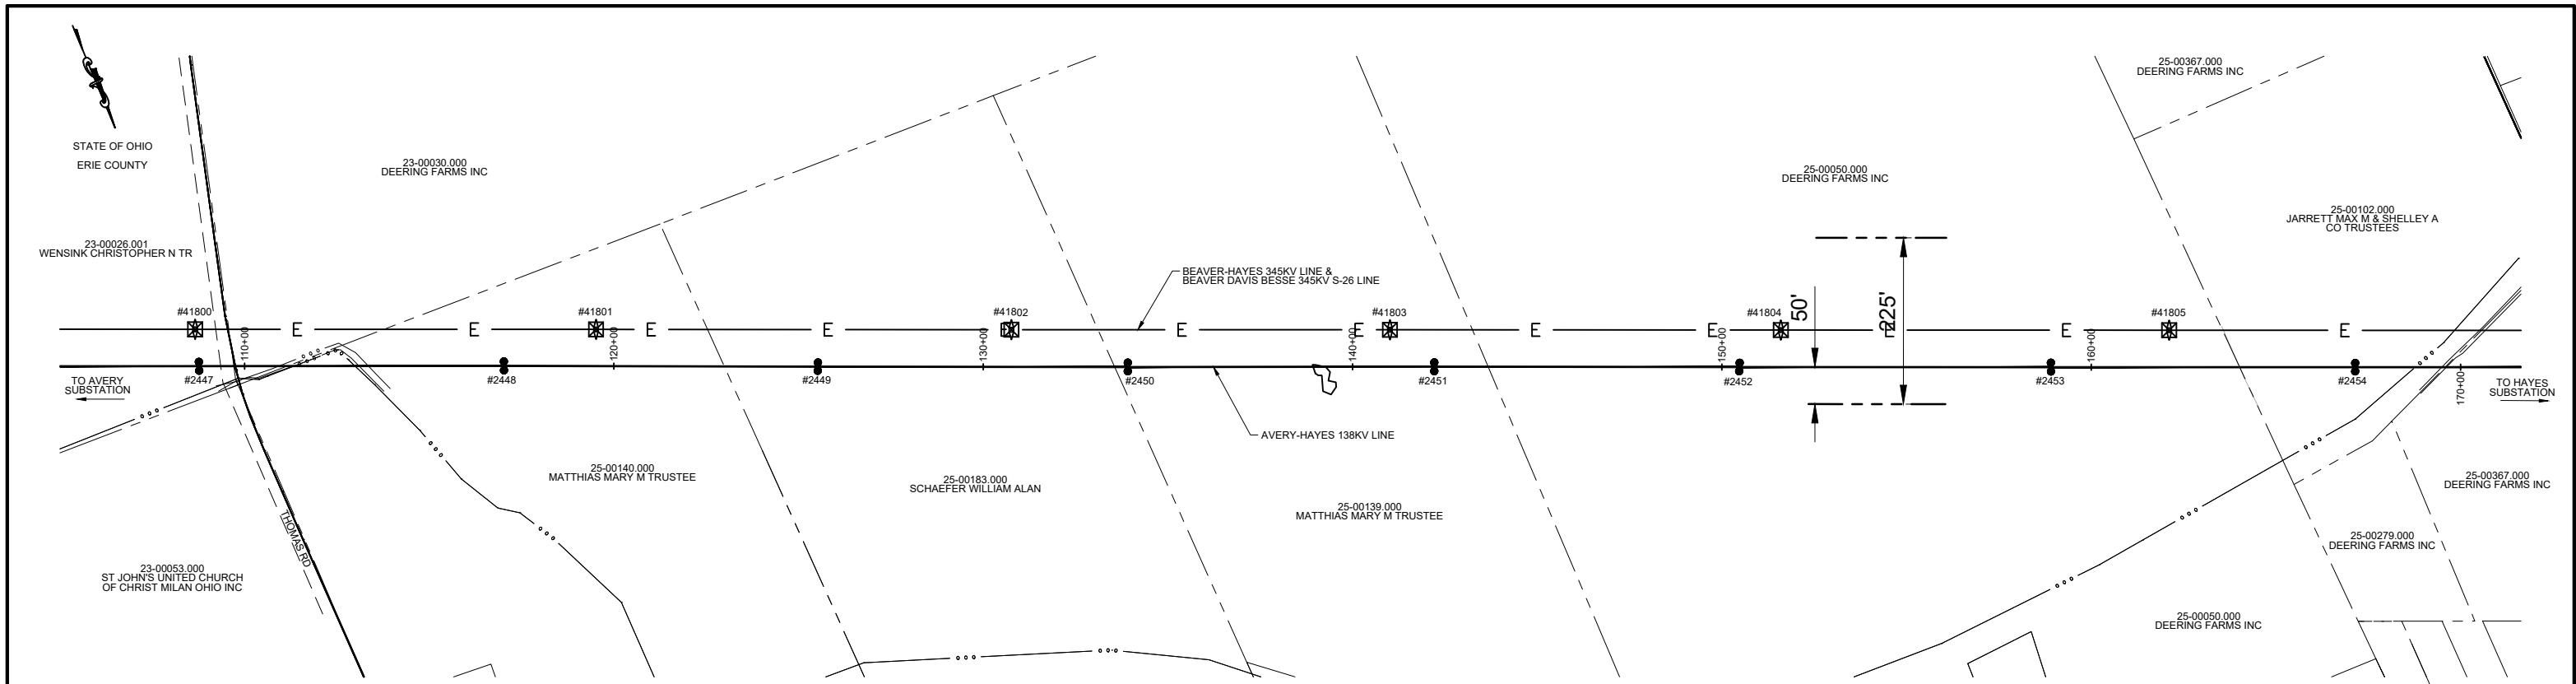 STATE OF OHIO
ERIE COUNTY
23-00026.001
WENSINK CHRISTOPHER N TR
23-00030.000
DEERING FARMS INC
25-00050.000
DEERING FARMS INC
25-00367.000
DEERING FARMS INC
25-00102.000
JARRETT MAX M & SHELLEY A
CO TRUSTEES
BEAVER-HAYES 345KV LINE &
BEAVER DAVIS BESSE 345KV S-26 LINE
50'
225'
#41800
#41801
#41802
#41803
#41804
#41805
E
E
E
E
E
E
E
E
E
E
E
E
110+00
120+00
130+00
140+00
150+00
160+00
170+00
TO AVERY
SUBSTATION
#2447
#2448
#2449
#2450
#2451
#2452
#2453
#2454
TO HAYES
SUBSTATION
AVERY-HAYES 138KV LINE
25-00140.000
MATTHIAS MARY M TRUSTEE
25-00183.000
SCHAEFER WILLIAM ALAN
25-00139.000
MATTHIAS MARY M TRUSTEE
25-00367.000
DEERING FARMS INC
25-00279.000
DEERING FARMS INC
THOMAS RD
23-00053.000
ST JOHN'S UNITED CHURCH
OF CHRIST MILAN OHIO INC
25-00050.000
DEERING FARMS INC